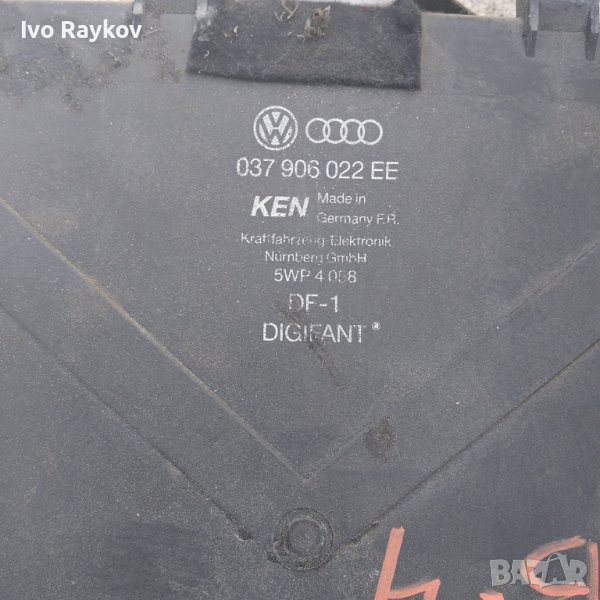 Ivo Raykov
037 906 022 EE
KEN Made in
Germany F.R.
Kraftfahrzeug-Elektronik
Nürnberg GmbH
5WP 4 058
DF-1
DIGIFANT ®
BAZAR